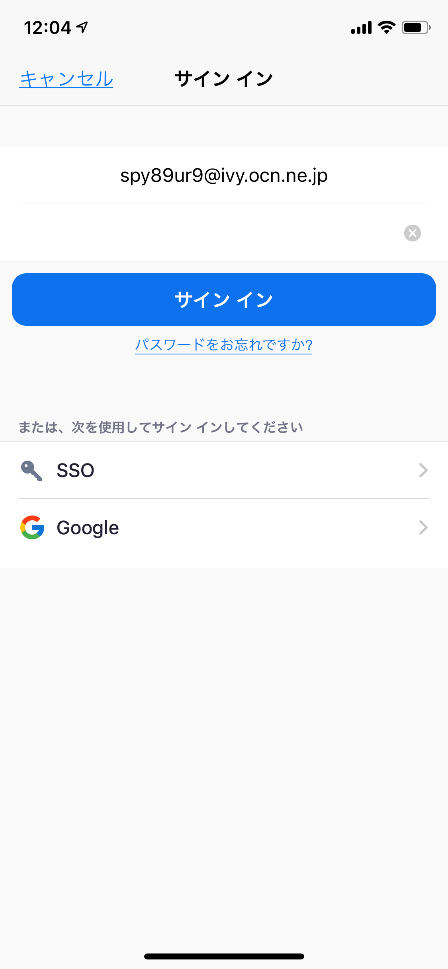 12:04
キャンセル
サイン イン
spy89ur9@ivy.ocn.ne.jp
サイン イン
パスワードをお忘れですか?
または、次を使用してサイン インしてください
SSO
Google